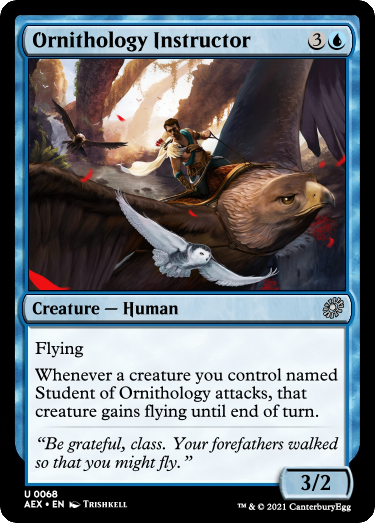 Ornithology Instructor 3
Creature — Human
Flying
Whenever a creature you control named
Student of Ornithology attacks, that
creature gains flying until end of turn.
“Be grateful, class. Your forefathers walked
so that you might fly.”
3/2
U 0068
AEX • EN Trishkell
™ & © 2021 CanterburyEgg